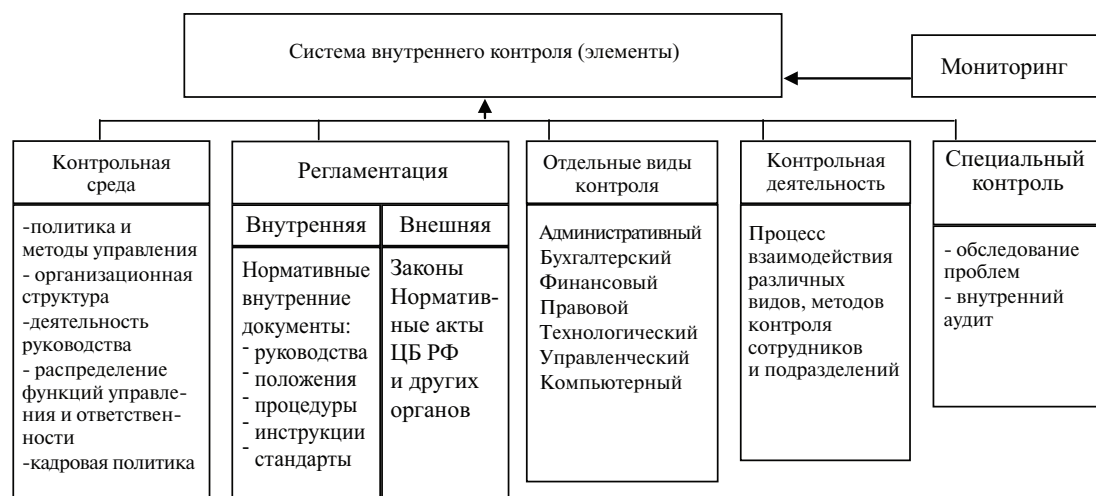 Система внутреннего контроля (элементы)
Мониторинг
Контрольная
среда
-политика и
методы управления
- организационная
структура
-деятельность
руководства
- распределение
функций управле-
ния и ответствен-
ности
-кадровая политика
Регламентация
Внутренняя
Нормативные
внутренние
документы:
- руководства
- положения
- процедуры
- инструкции
- стандарты
Внешняя
Законы
Норматив-
ные акты
ЦБ РФ
и других
органов
Отдельные виды
контроля
Административный
Бухгалтерский
Финансовый
Правовой
Технологический
Управленческий
Компьютерный
Контрольная
деятельность
Процесс
взаимодействия
различных
видов, методов
контроля
сотрудников
и подразделений
Специальный
контроль
- обследование
проблем
- внутренний
аудит